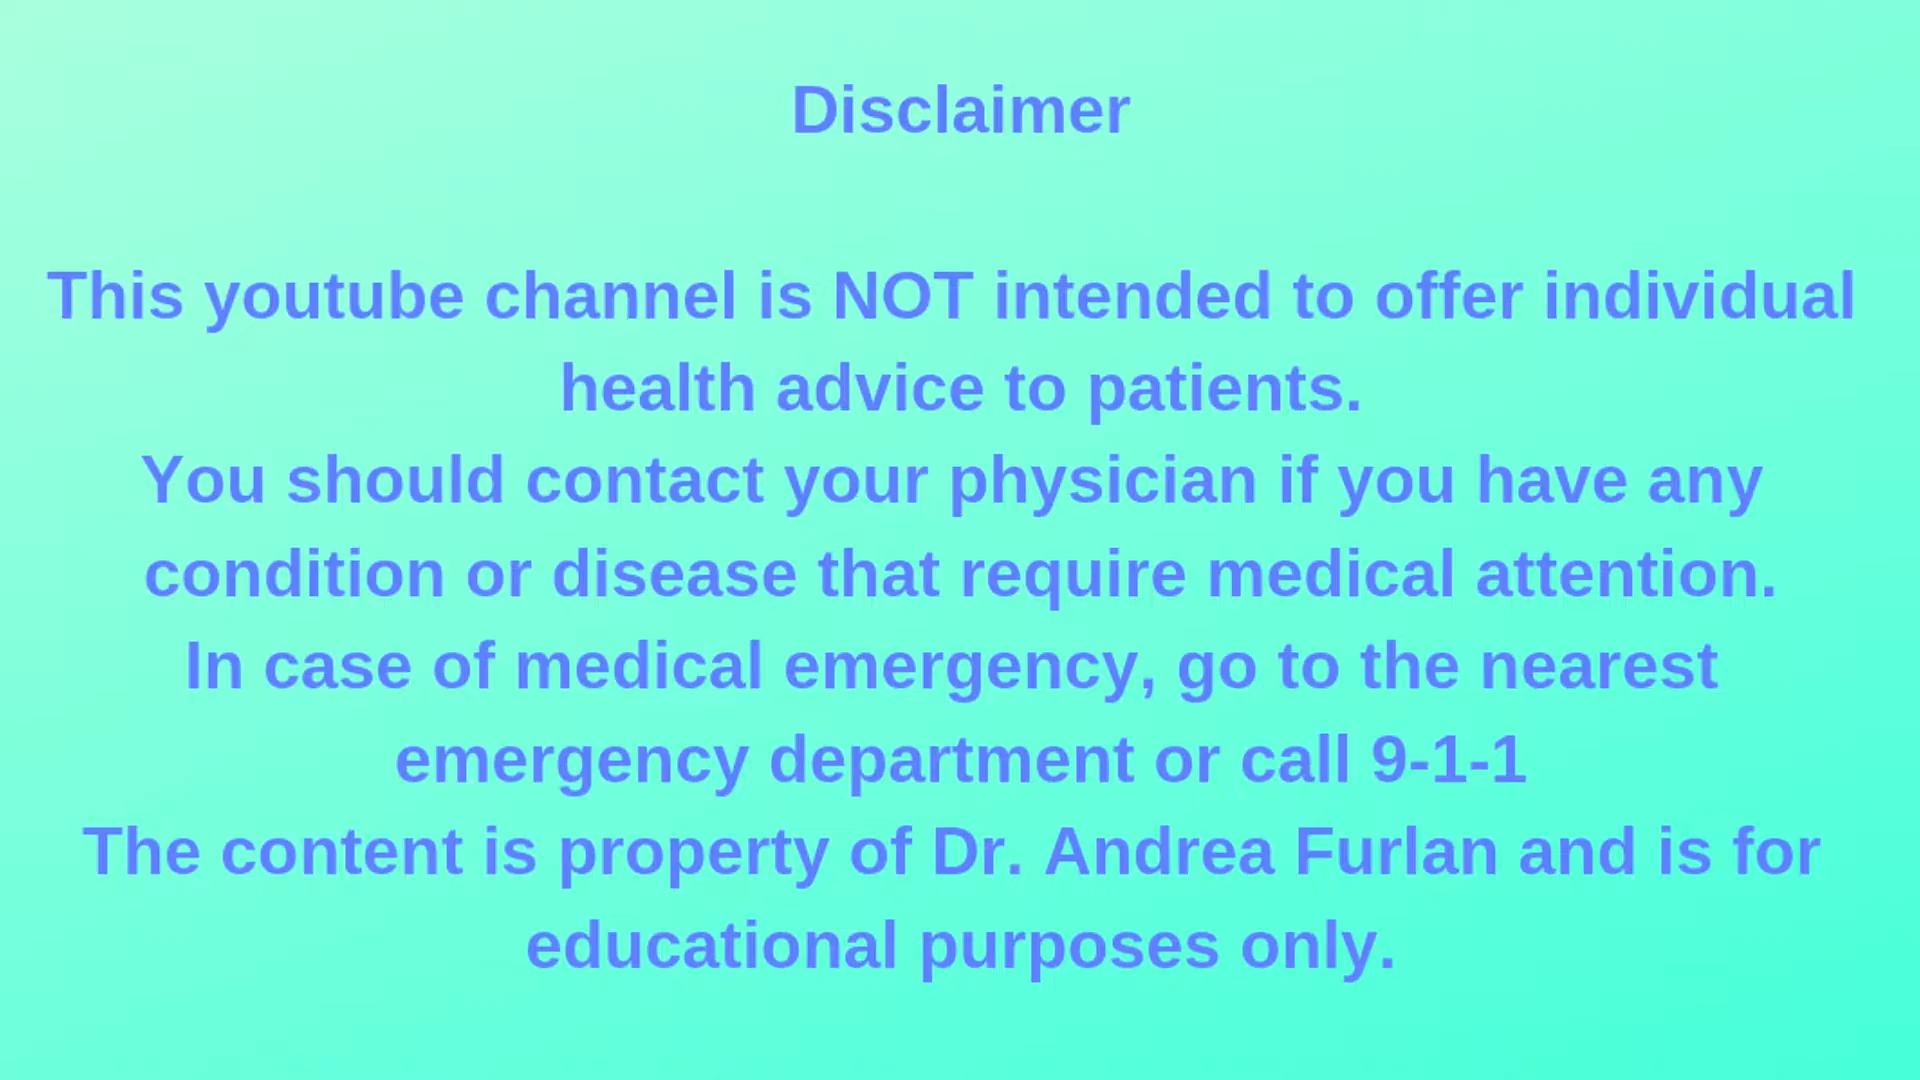 Disclaimer
This youtube channel is NOT intended to offer individual
health advice to patients.
You should contact your physician if you have any
condition or disease that require medical attention.
In case of medical emergency, go to the nearest
emergency department or call 9-1-1
The content is property of Dr. Andrea Furlan and is for
educational purposes only.